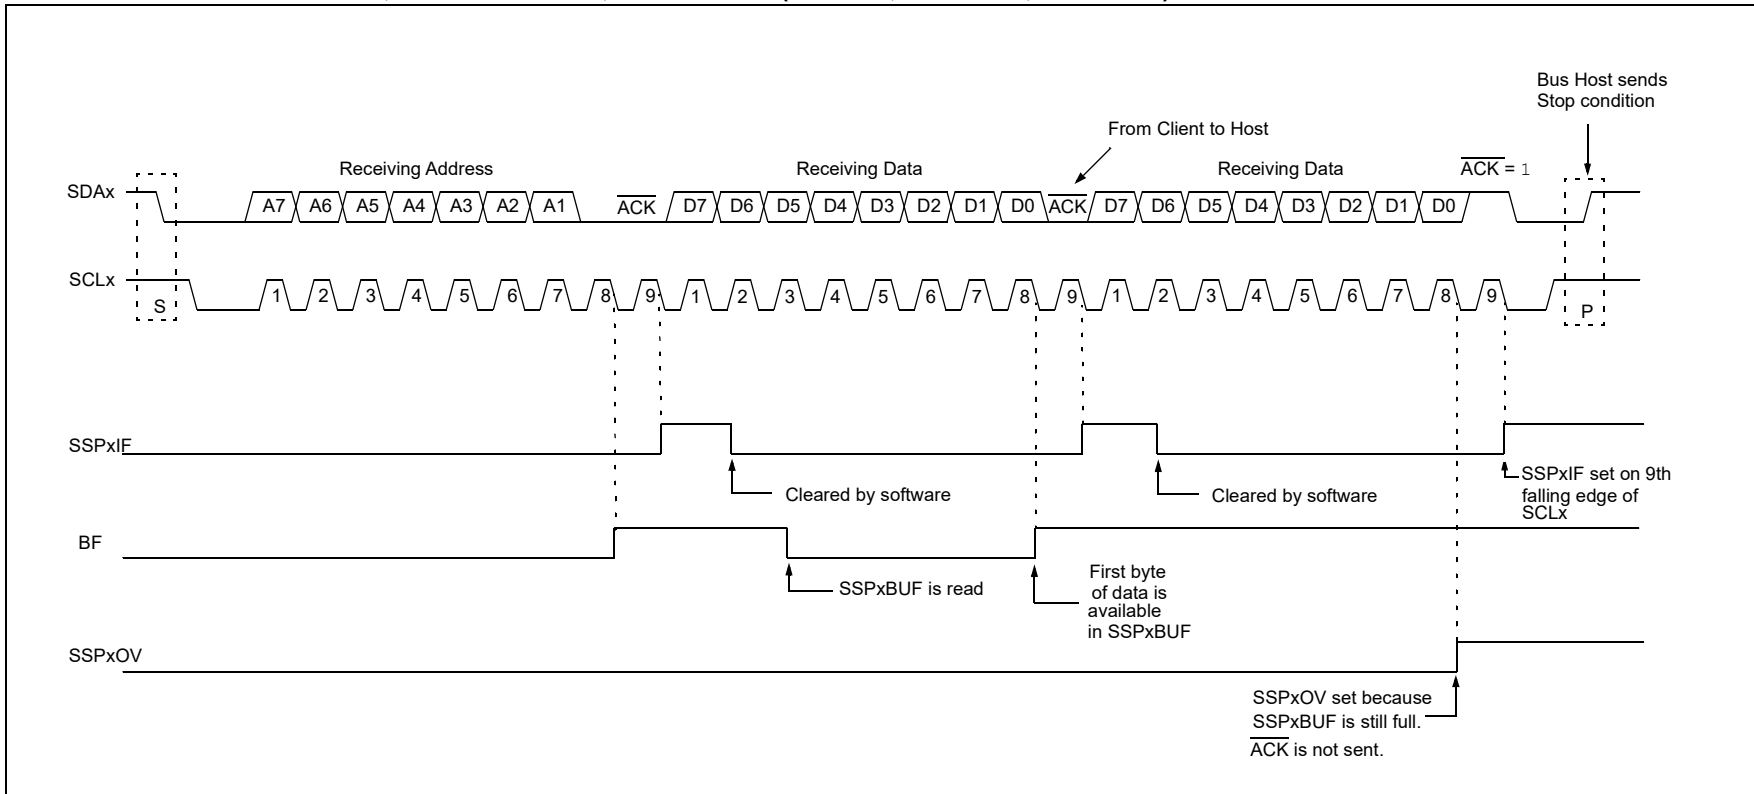 Bus Host sends
Stop condition
From Client to Host
Receiving Address
Receiving Data
Receiving Data
ACK = 1
SDAx
A7 A6 A5 A4 A3 A2 A1 ACK D7 D6 D5 D4 D3 D2 D1 D0 ACK D7 D6 D5 D4 D3 D2 D1 D0
SCLx
S
1 2 3 4 5 6 7 8 9 1 2 3 4 5 6 7 8 9 1 2 3 4 5 6 7 8 9
P
SSPxIF
Cleared by software
Cleared by software
SSPxIF set on 9th
falling edge of
SCLx
BF
SSPxBUF is read
First byte
of data is
available
in SSPxBUF
SSPxOV
SSPxOV set because
SSPxBUF is still full.
ACK is not sent.